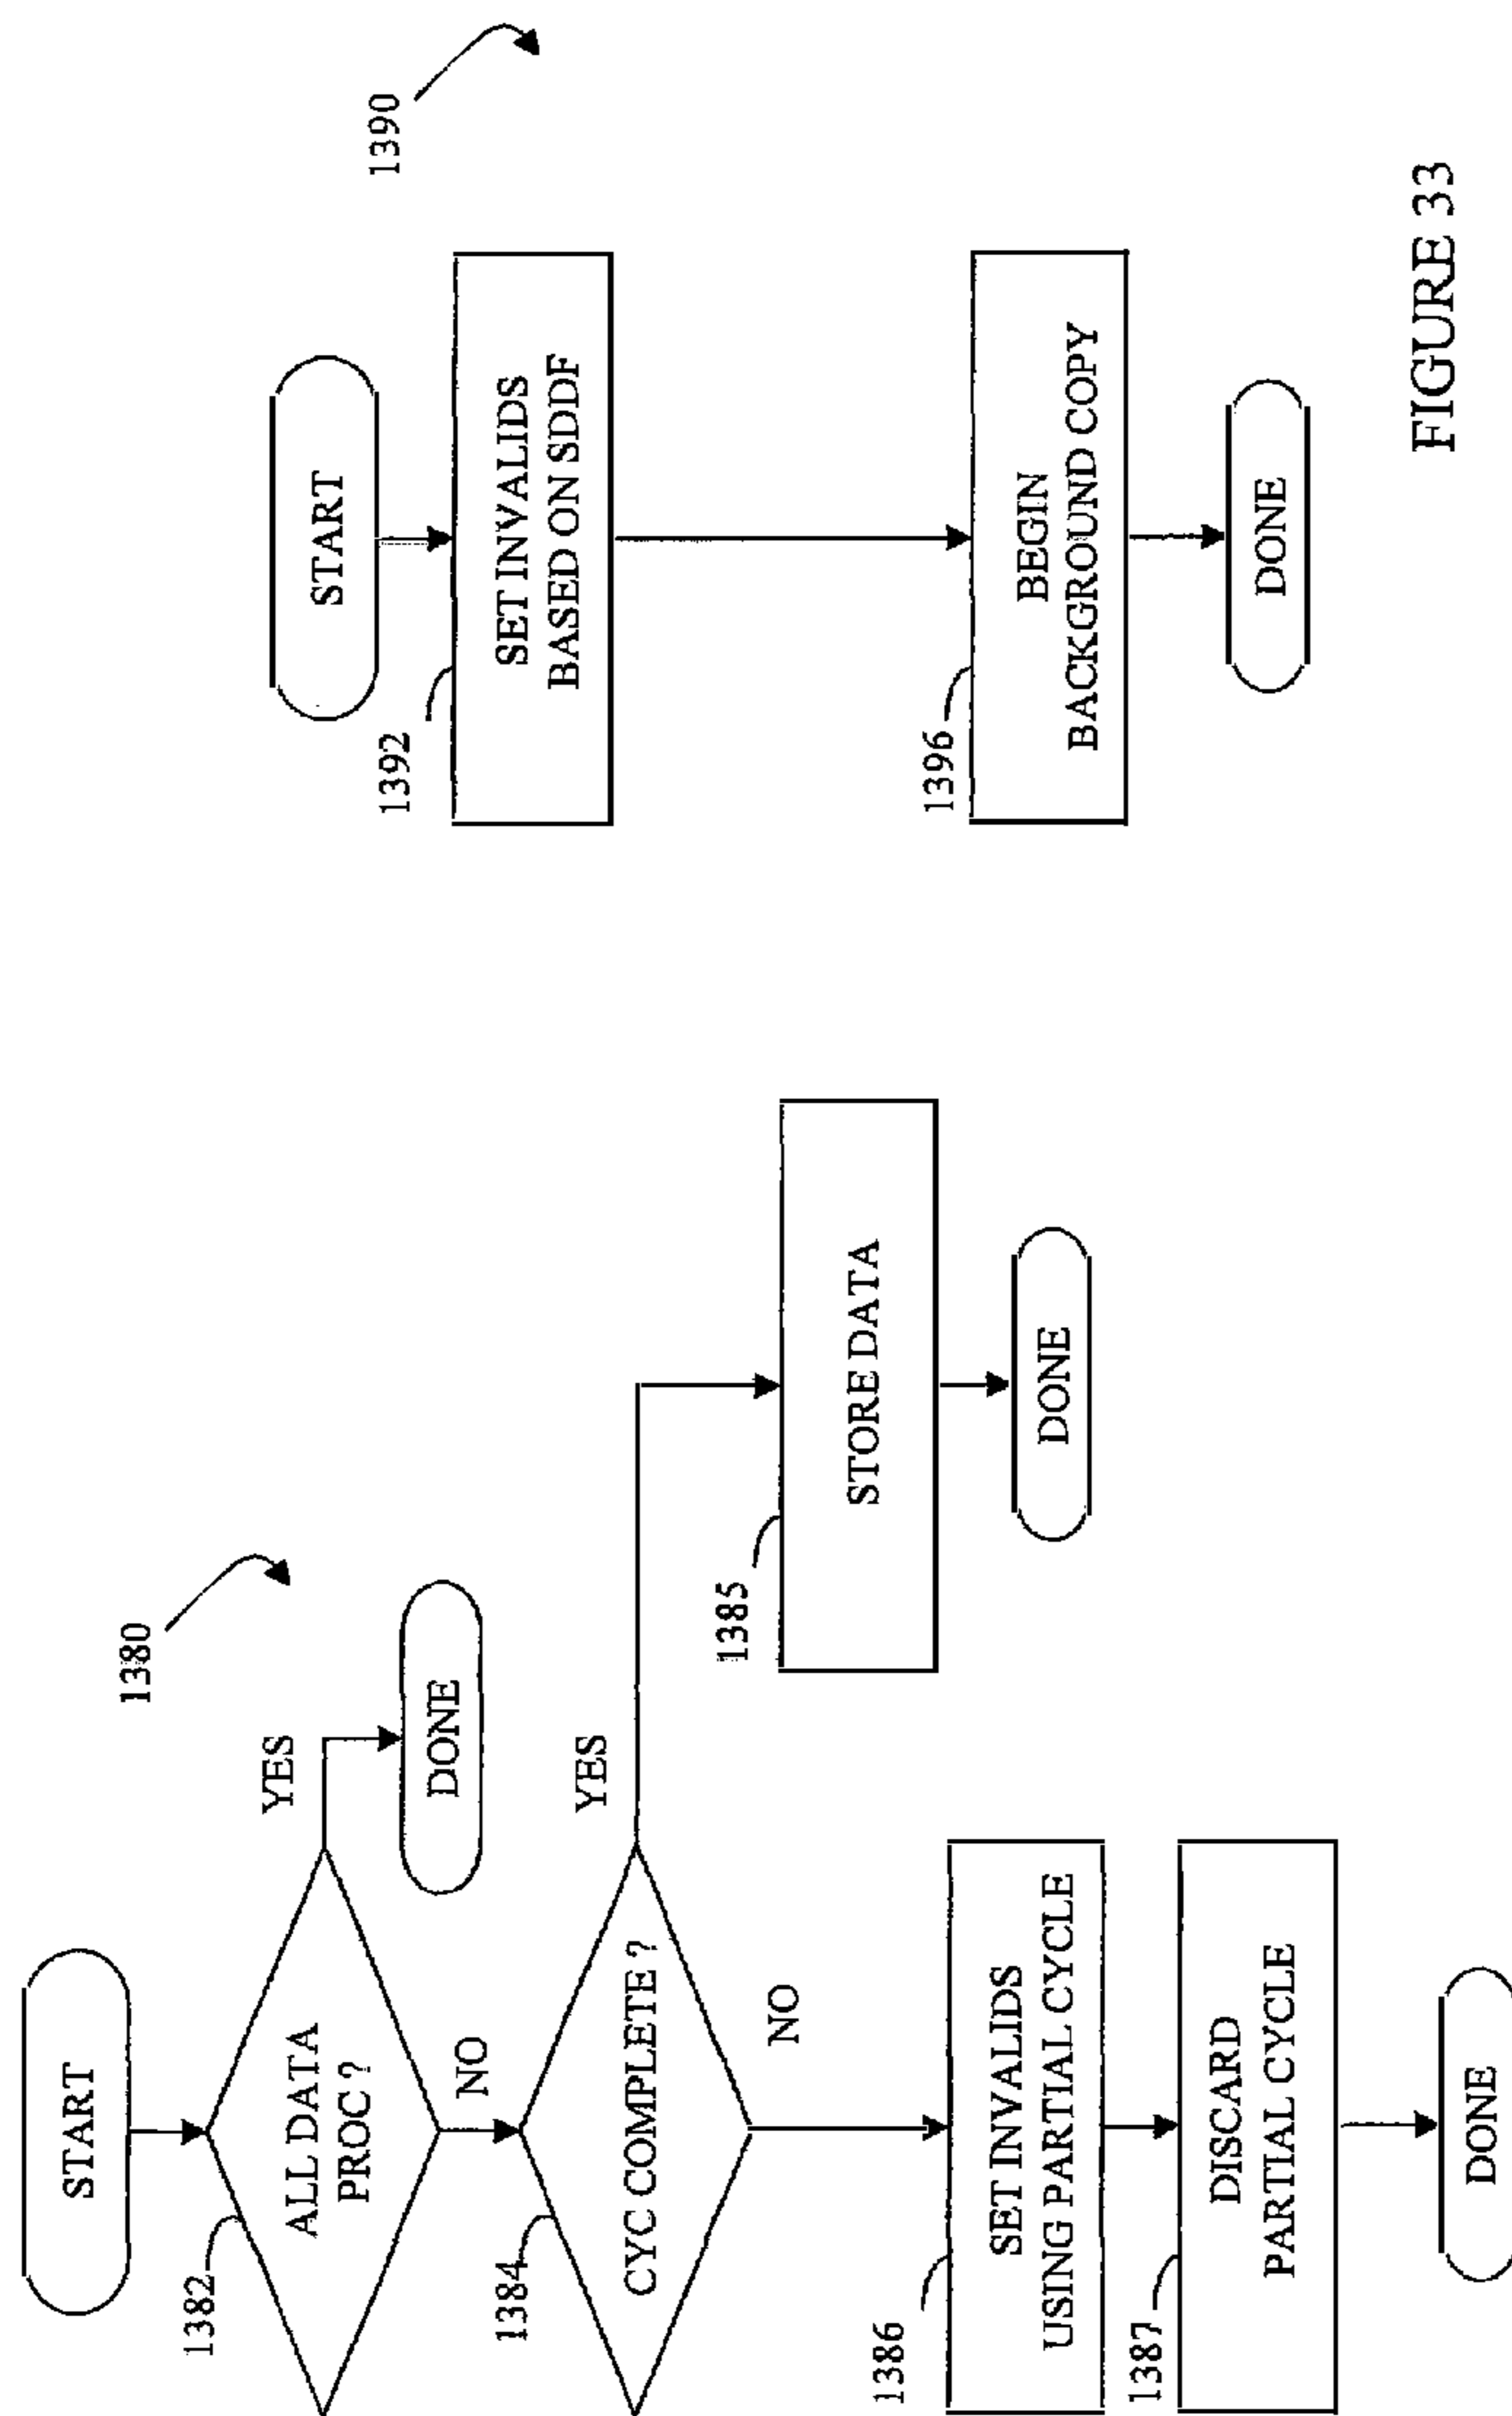 1380
START
1382
ALL DATA
PROC ?
YES
DONE
NO
1384
CYC COMPLETE ?
YES
1385
STORE DATA
DONE
NO
1386
SET INVALIDS
USING PARTIAL CYCLE
1387
DISCARD
PARTIAL CYCLE
DONE
1390
START
1392
SET INVALIDS
BASED ON SDDF
1396
BEGIN
BACKGROUND COPY
DONE
FIGURE 33